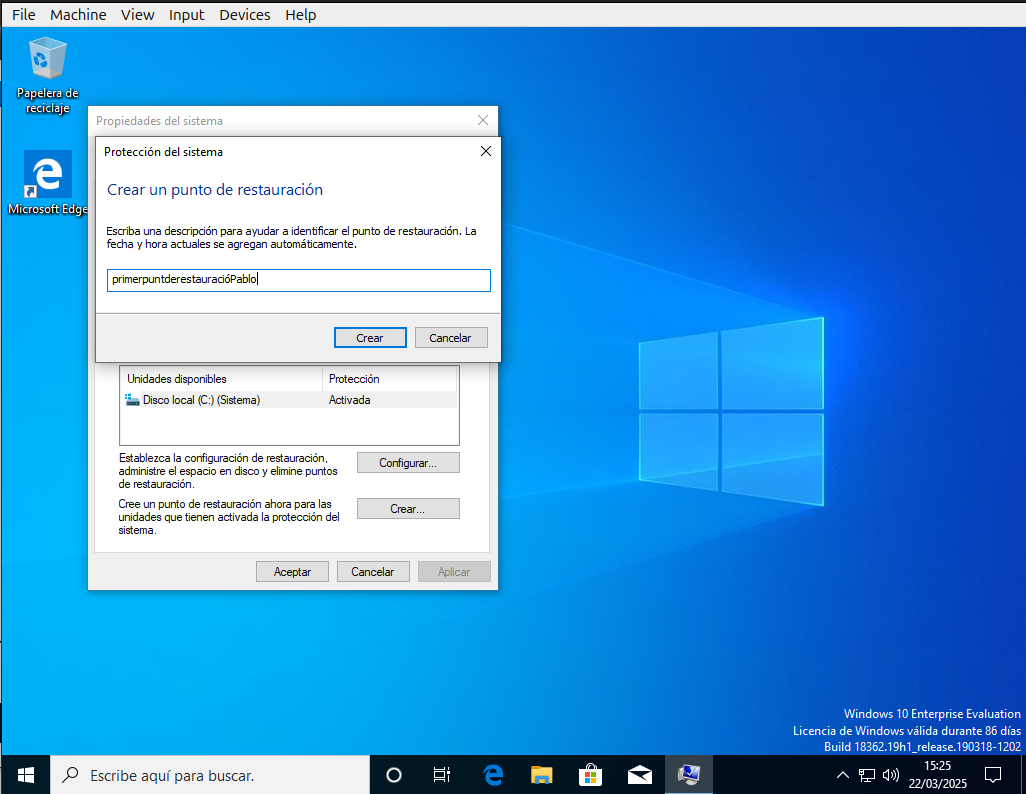 File Machine View Input Devices Help
Papelera de
reciclaje
Microsoft Edge
Propiedades del sistema
Protección del sistema
Crear un punto de restauración
Escriba una descripción para ayudar a identificar el punto de restauración. La
fecha y hora actuales se agregan automáticamente.
primerpuntderestauracióPablo
Crear Cancelar
Unidades disponibles Protección
Disco local (C:) (Sistema) Activada
Establezca la configuración de restauración,
administre el espacio en disco y elimine puntos
de restauración.
Configurar...
Cree un punto de restauración ahora para las
unidades que tienen activada la protección del
sistema.
Crear...
Aceptar Cancelar Aplicar
Windows 10 Enterprise Evaluation
Licencia de Windows válida durante 86 días
Build 18362.19h1_release.190318-1202
Escribe aquí para buscar.
15:25
22/03/2025